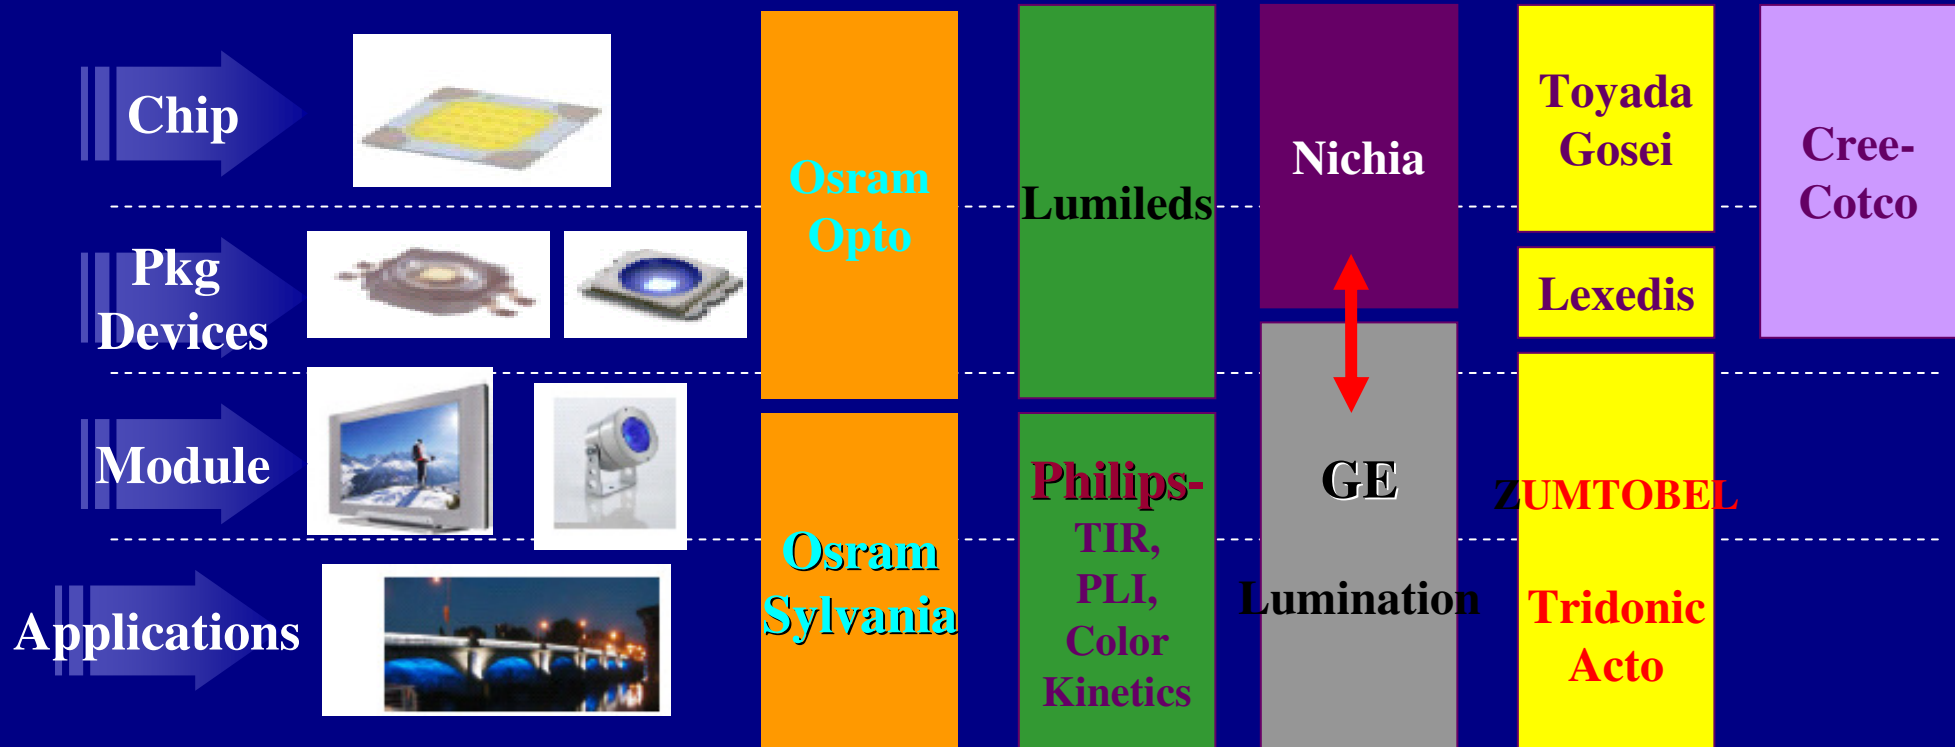 Chip
Pkg
Devices
Module
Applications
Osram
Opto
Osram
Sylvania
Lumileds
Philips-
TIR,
PLI,
Color
Kinetics
Nichia
GE
Lumination
Toyada
Gosei
Lexedis
ZUMTOBEL
Tridonic
Acto
Cree-
Cotco